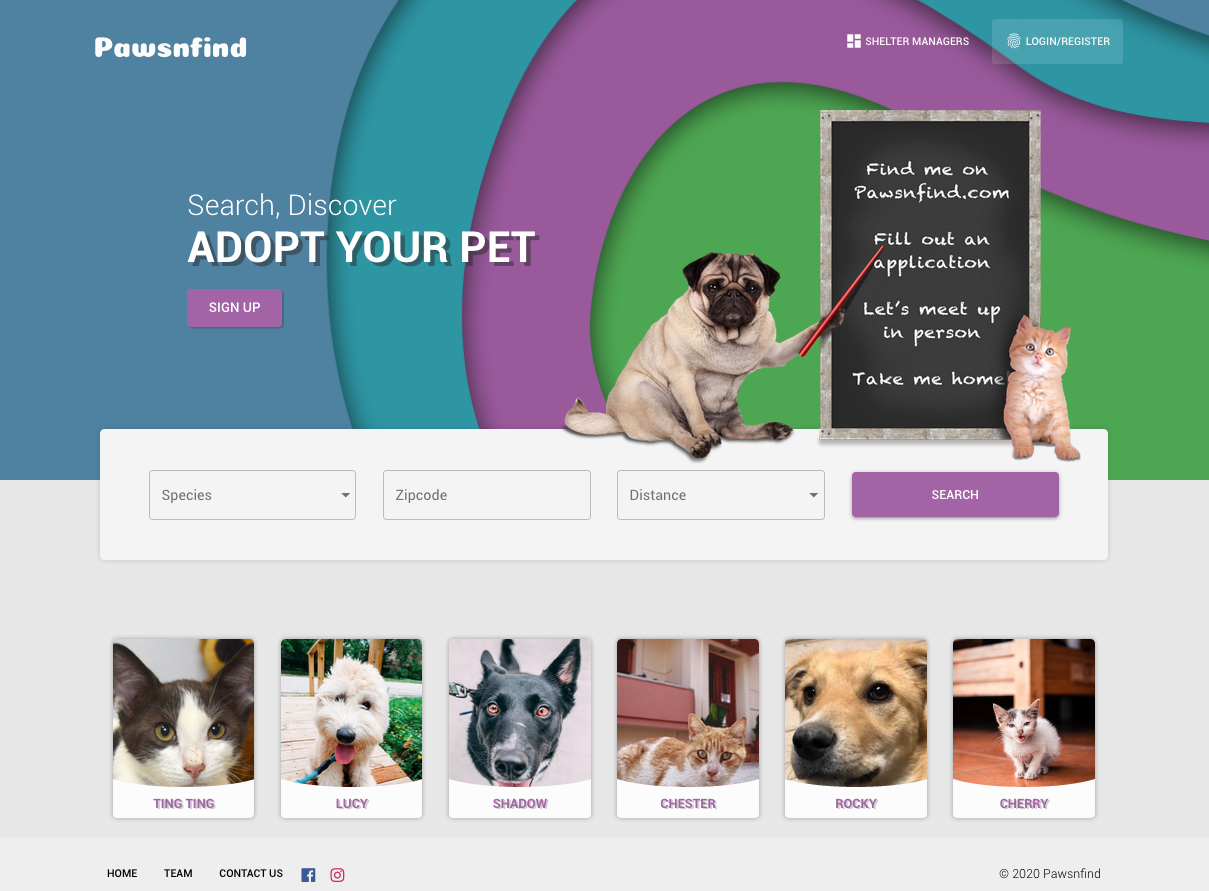 Pawsnfind
SHELTER MANAGERS
LOGIN/REGISTER
Search, Discover
ADOPT YOUR PET
SIGN UP
Find me on
Pawsnfind.com
Fill out an
application
Let's meet up
in person
Take me home
Species
Zipcode
Distance
SEARCH
TING TING
LUCY
SHADOW
CHESTER
ROCKY
CHERRY
HOME
TEAM
CONTACT US
© 2020 Pawsnfind